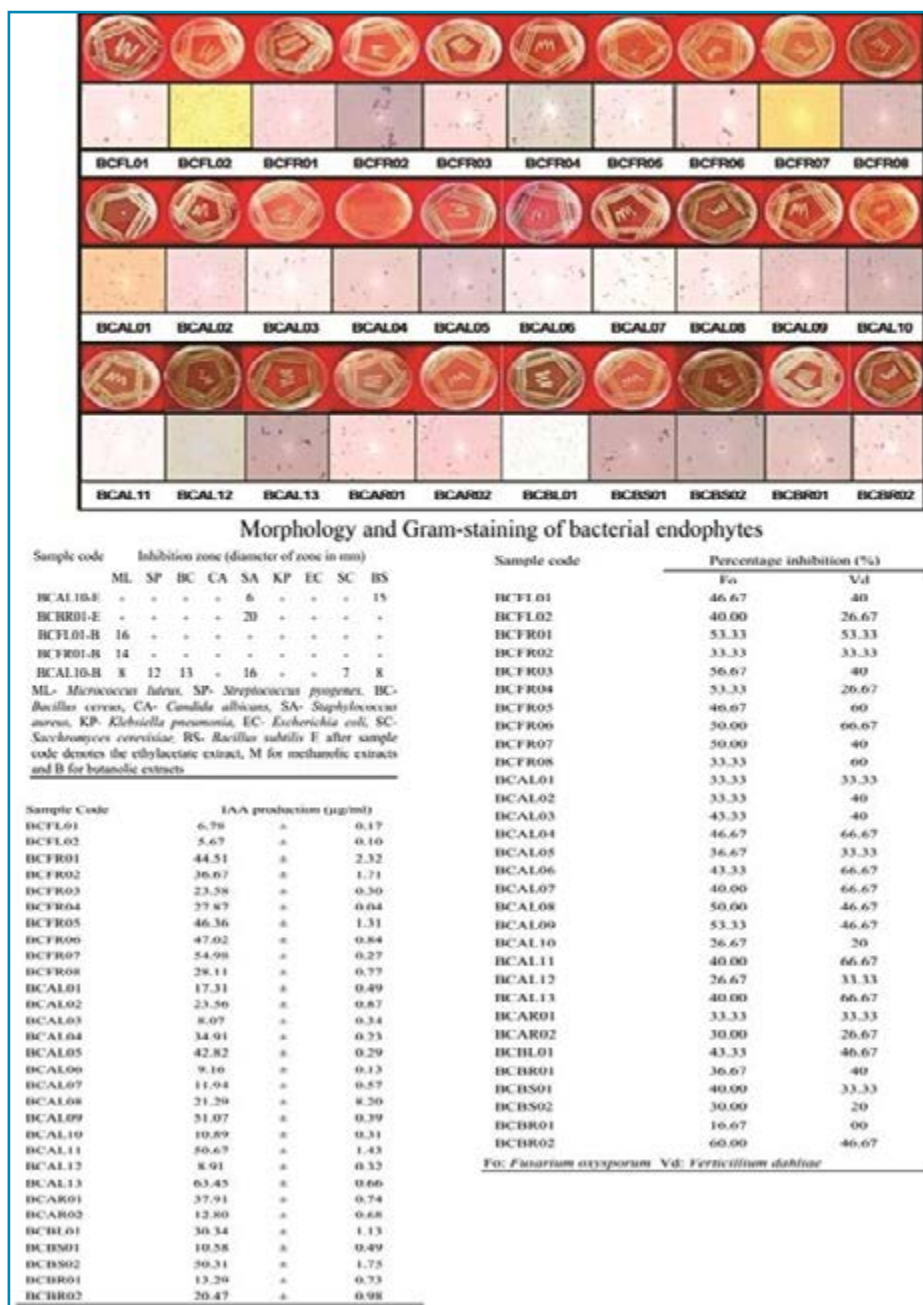 BCFL01 BCFL02 BCFR01 BCFR02 BCFR03 BCFR04 BCFR05 BCFR06 BCFR07 BCFR08
BCAL01 BCAL02 BCAL03 BCAL04 BCAL05 BCAL06 BCAL07 BCAL08 BCAL09 BCAL10
BCAL11 BCAL12 BCAL13 BCAR01 BCAR02 BCBL01 BCBS01 BCBS02 BCBR01 BCBR02
Morphology and Gram-staining of bacterial endophytes
Sample code Inhibition zone (diameter of zone in mm)
ML SP BC CA SA KP EC SC BS
BCAL10-E - - - - 6 - - - 15
BCBR01-E - - - - 20 - - - -
BCFL01-B 16 - - - - - - - -
BCFR01-B 14 - - - - - - - -
BCAL10-B 8 12 13 - 16 - - 7 8
ML- Micrococcus luteus, SP- Streptococcus pyogenes, BC-
Bacillus cereus, CA- Candida albicans, SA- Staphylococcus
aureus, KP- Klebsiella pneumonia, EC- Escherichia coli, SC-
Sacchromyces cerevisiae, BS- Bacillus subtilis E after sample
code denotes the ethylacetate extract, M for methanolic extracts
and B for butanolic extracts
Sample Code IAA production (µg/ml)
BCFL01 6.79 ± 0.17
BCFL02 5.67 ± 0.10
BCFR01 44.51 ± 2.32
BCFR02 36.67 ± 1.71
BCFR03 23.58 ± 0.30
BCFR04 27.87 ± 0.04
BCFR05 46.36 ± 1.31
BCFR06 47.02 ± 0.84
BCFR07 54.98 ± 0.27
BCFR08 28.11 ± 0.77
BCAL01 17.31 ± 0.49
BCAL02 23.56 ± 0.87
BCAL03 8.07 ± 0.34
BCAL04 34.91 ± 0.23
BCAL05 42.82 ± 0.29
BCAL06 9.16 ± 0.13
BCAL07 11.94 ± 0.57
BCAL08 21.29 ± 8.20
BCAL09 51.07 ± 0.39
BCAL10 10.89 ± 0.31
BCAL11 50.67 ± 1.43
BCAL12 8.91 ± 0.32
BCAL13 63.45 ± 0.66
BCAR01 37.91 ± 0.74
BCAR02 12.80 ± 0.68
BCBL01 30.34 ± 1.13
BCBS01 10.58 ± 0.49
BCBS02 50.31 ± 1.75
BCBR01 13.29 ± 0.73
BCBR02 20.47 ± 0.98
Sample code Percentage inhibition (%)
Fo Vd
BCFL01 46.67 40
BCFL02 40.00 26.67
BCFR01 53.33 53.33
BCFR02 33.33 33.33
BCFR03 56.67 40
BCFR04 53.33 26.67
BCFR05 46.67 60
BCFR06 50.00 66.67
BCFR07 50.00 40
BCFR08 33.33 60
BCAL01 33.33 33.33
BCAL02 33.33 40
BCAL03 43.33 40
BCAL04 46.67 66.67
BCAL05 36.67 33.33
BCAL06 43.33 66.67
BCAL07 40.00 66.67
BCAL08 50.00 46.67
BCAL09 53.33 46.67
BCAL10 26.67 20
BCAL11 40.00 66.67
BCAL12 26.67 33.33
BCAL13 40.00 66.67
BCAR01 33.33 33.33
BCAR02 30.00 26.67
BCBL01 43.33 46.67
BCBR01 36.67 40
BCBS01 40.00 33.33
BCBS02 30.00 20
BCBR01 16.67 00
BCBR02 60.00 46.67
Fo: Fusarium oxysporum Vd: Verticillium dahliae